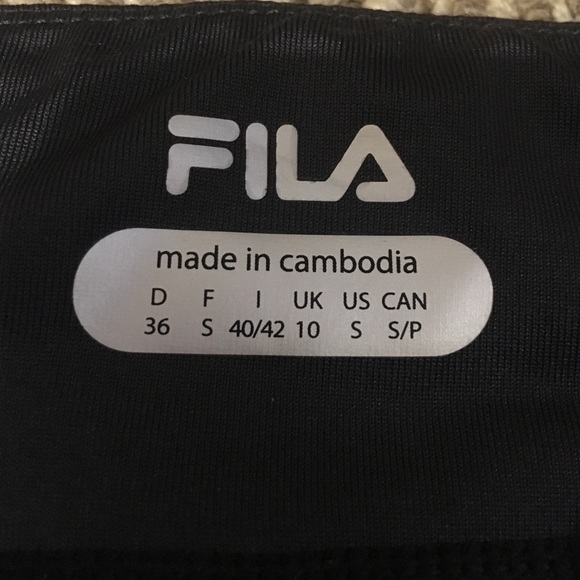 FILA
made in cambodia
D F I UK US CAN
36 S 40/42 10 S S/P